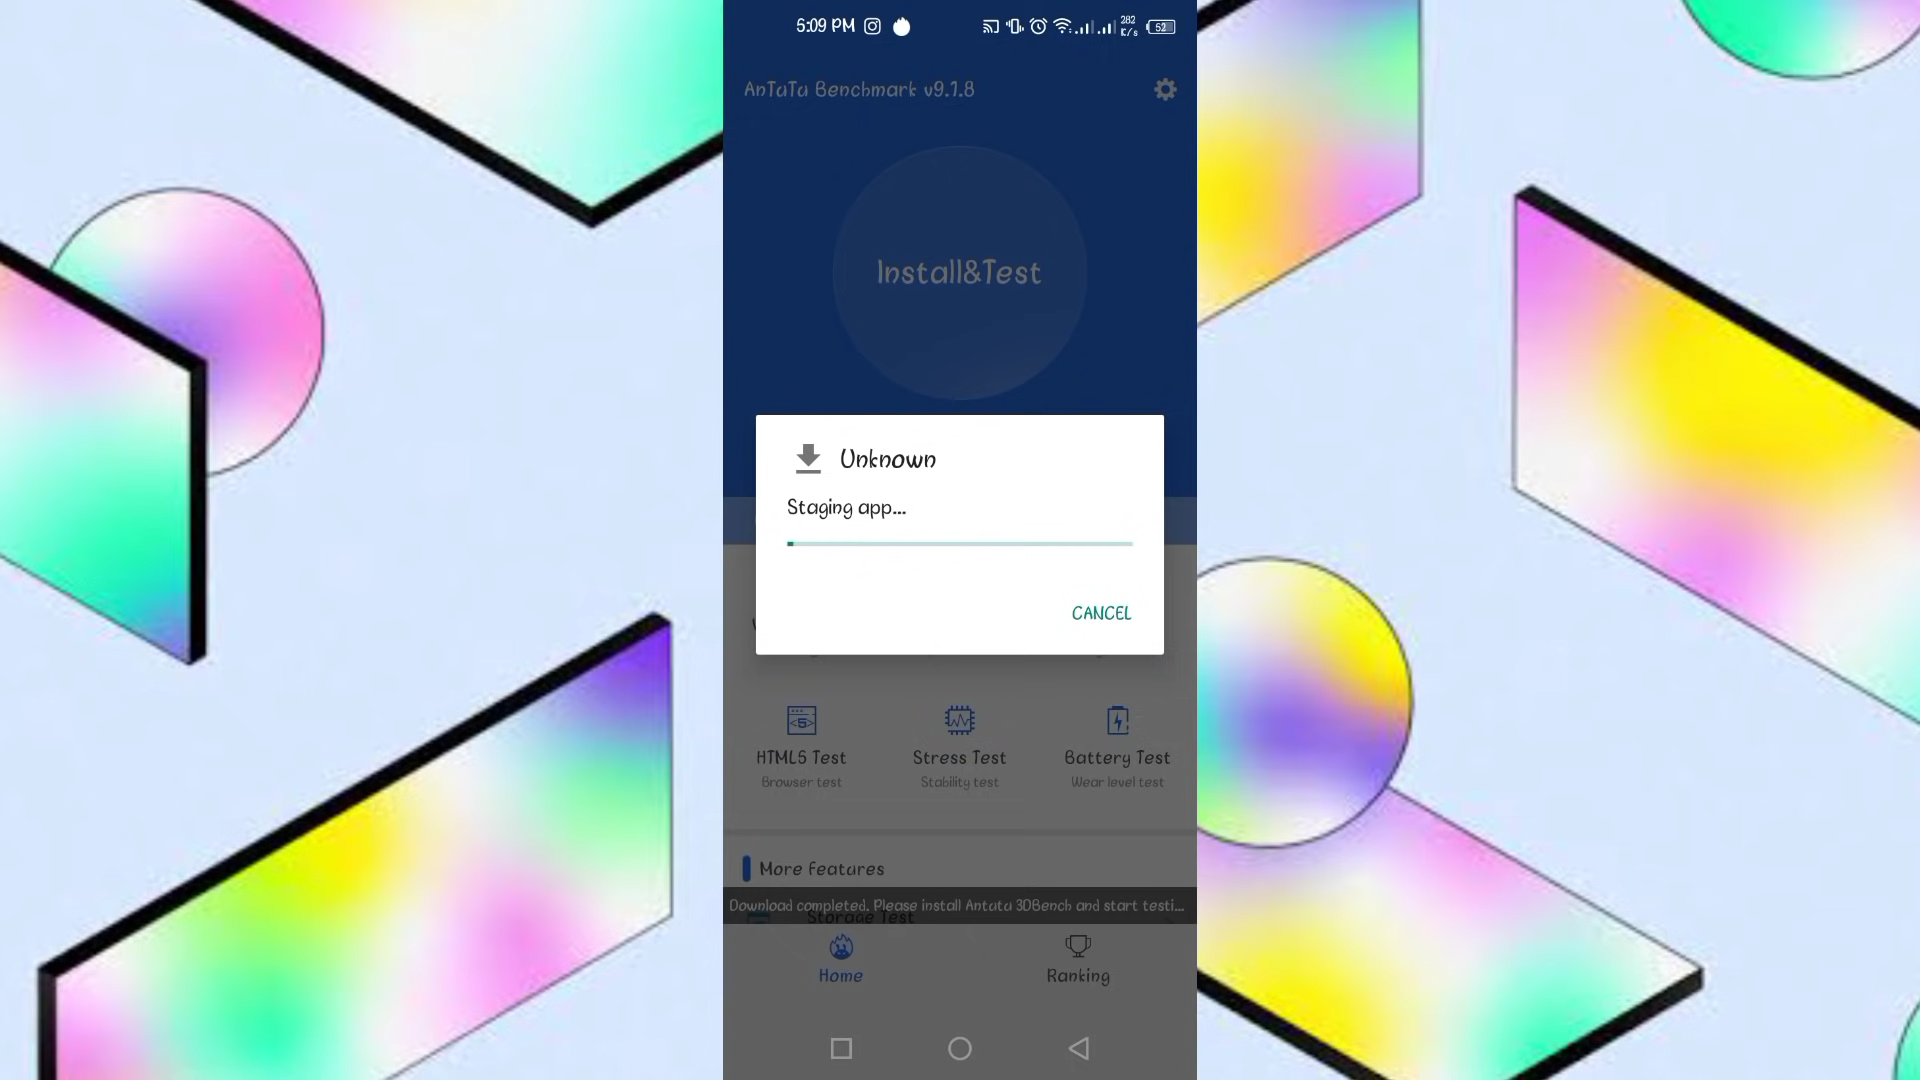 5:09 PM
282
K/s
52
AnTuTu Benchmark v9.1.8
Install&Test
Unknown
Staging app...
CANCEL
HTML5 Test
Stress Test
Battery Test
Browser test
Stability test
Wear level test
More Features
Download completed. Please install Antutu 3DBench and start testi...
Storage Test
Home
Ranking